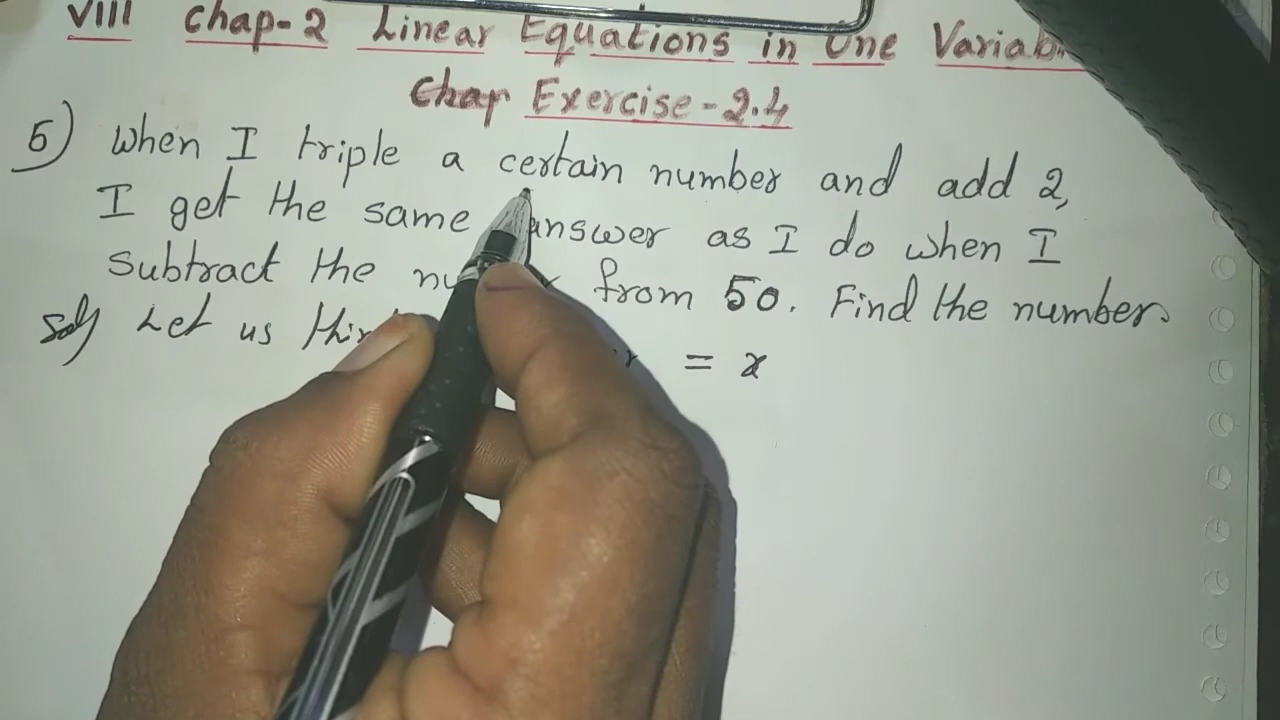 VIII Chap-2 Linear Equations in One
Chap Exercise-2.4
5) When I triple a certain number and add 2,
I get the same answer as I do when I
subtract the from 50. Find the number.
Sol Let us = x